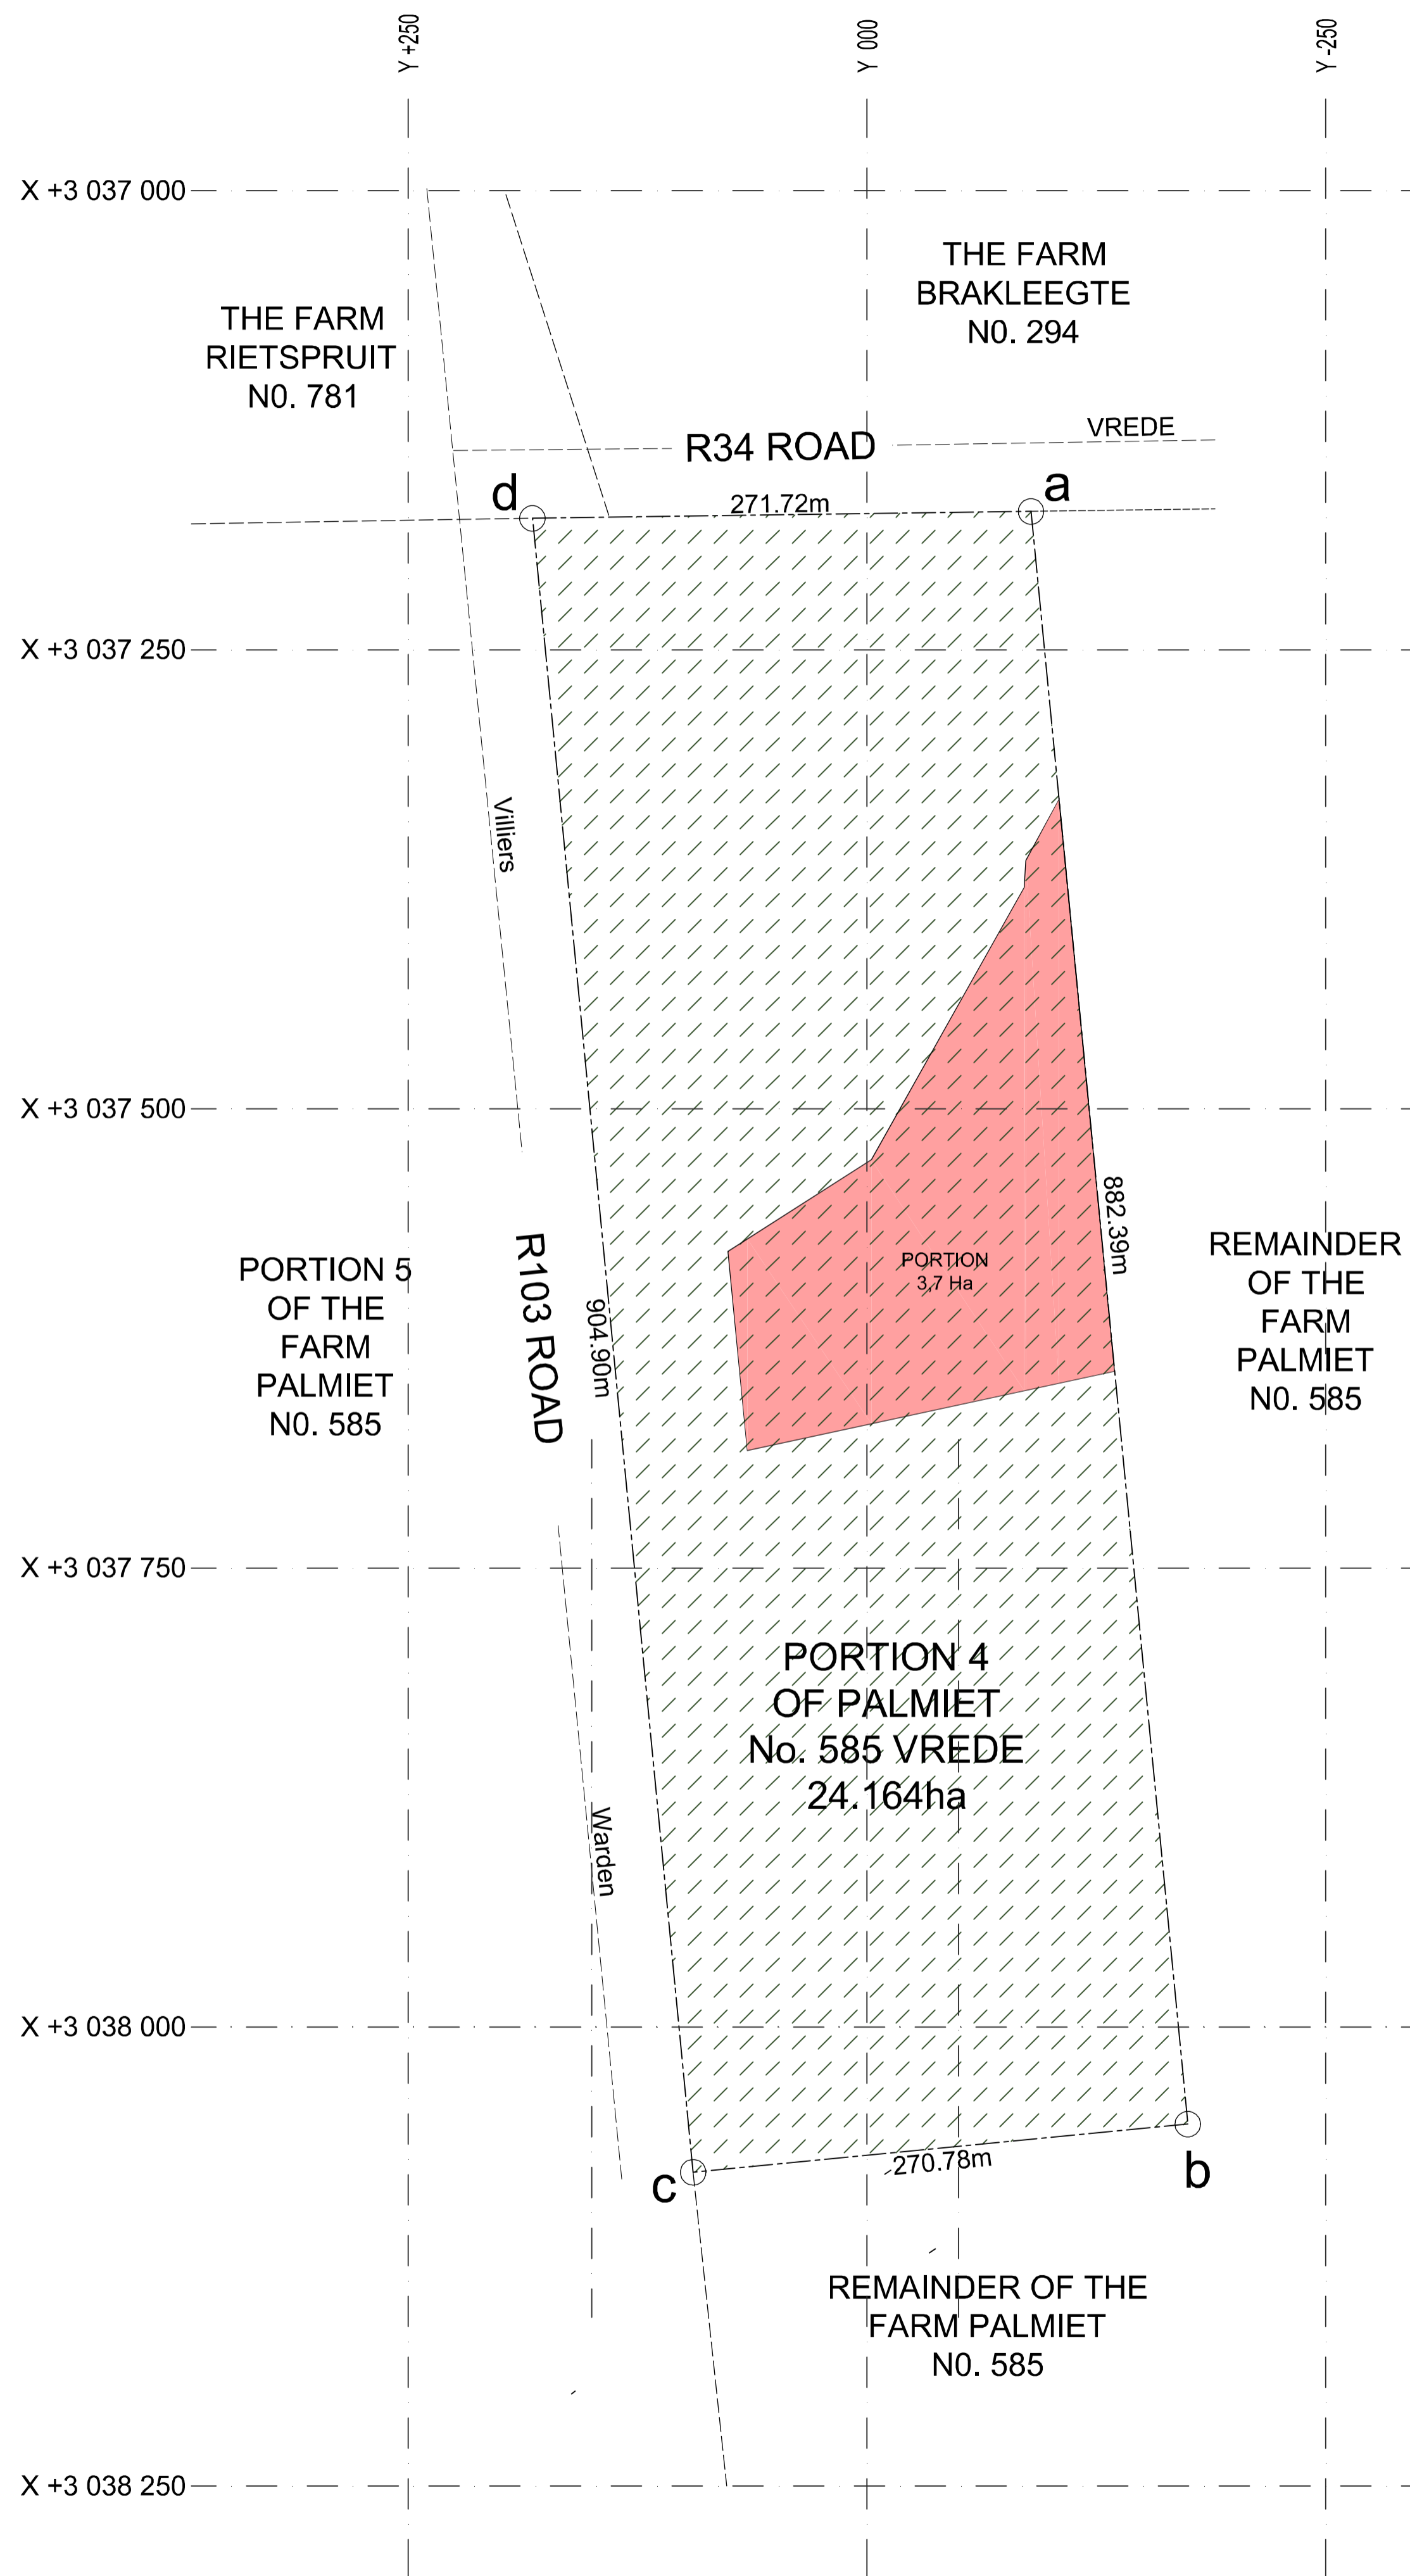 Y +250
Y 000
Y -250
X +3 037 000
THE FARM
BRAKLEEGTE
N0. 294
THE FARM
RIETSPRUIT
N0. 781
VREDE
R34 ROAD
d
271.72m
a
X +3 037 250
Villiers
X +3 037 500
882.39m
R103 ROAD
904.90m
PORTION
3,7 Ha
PORTION 5
OF THE
FARM
PALMIET
N0. 585
REMAINDER
OF THE
FARM
PALMIET
N0. 585
X +3 037 750
PORTION 4
OF PALMIET
No. 585 VREDE
24.164ha
Warden
X +3 038 000
c
270.78m
b
REMAINDER OF THE
FARM PALMIET
N0. 585
X +3 038 250